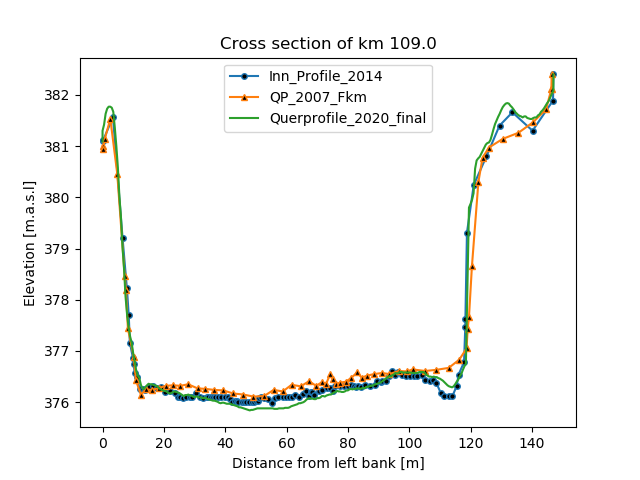 Cross section of km 109.0
Inn_Profile_2014
QP_2007_Fkm
Querprofile_2020_final
Elevation [m.a.s.l]
382
381
380
379
378
377
376
0 20 40 60 80 100 120 140
Distance from left bank [m]